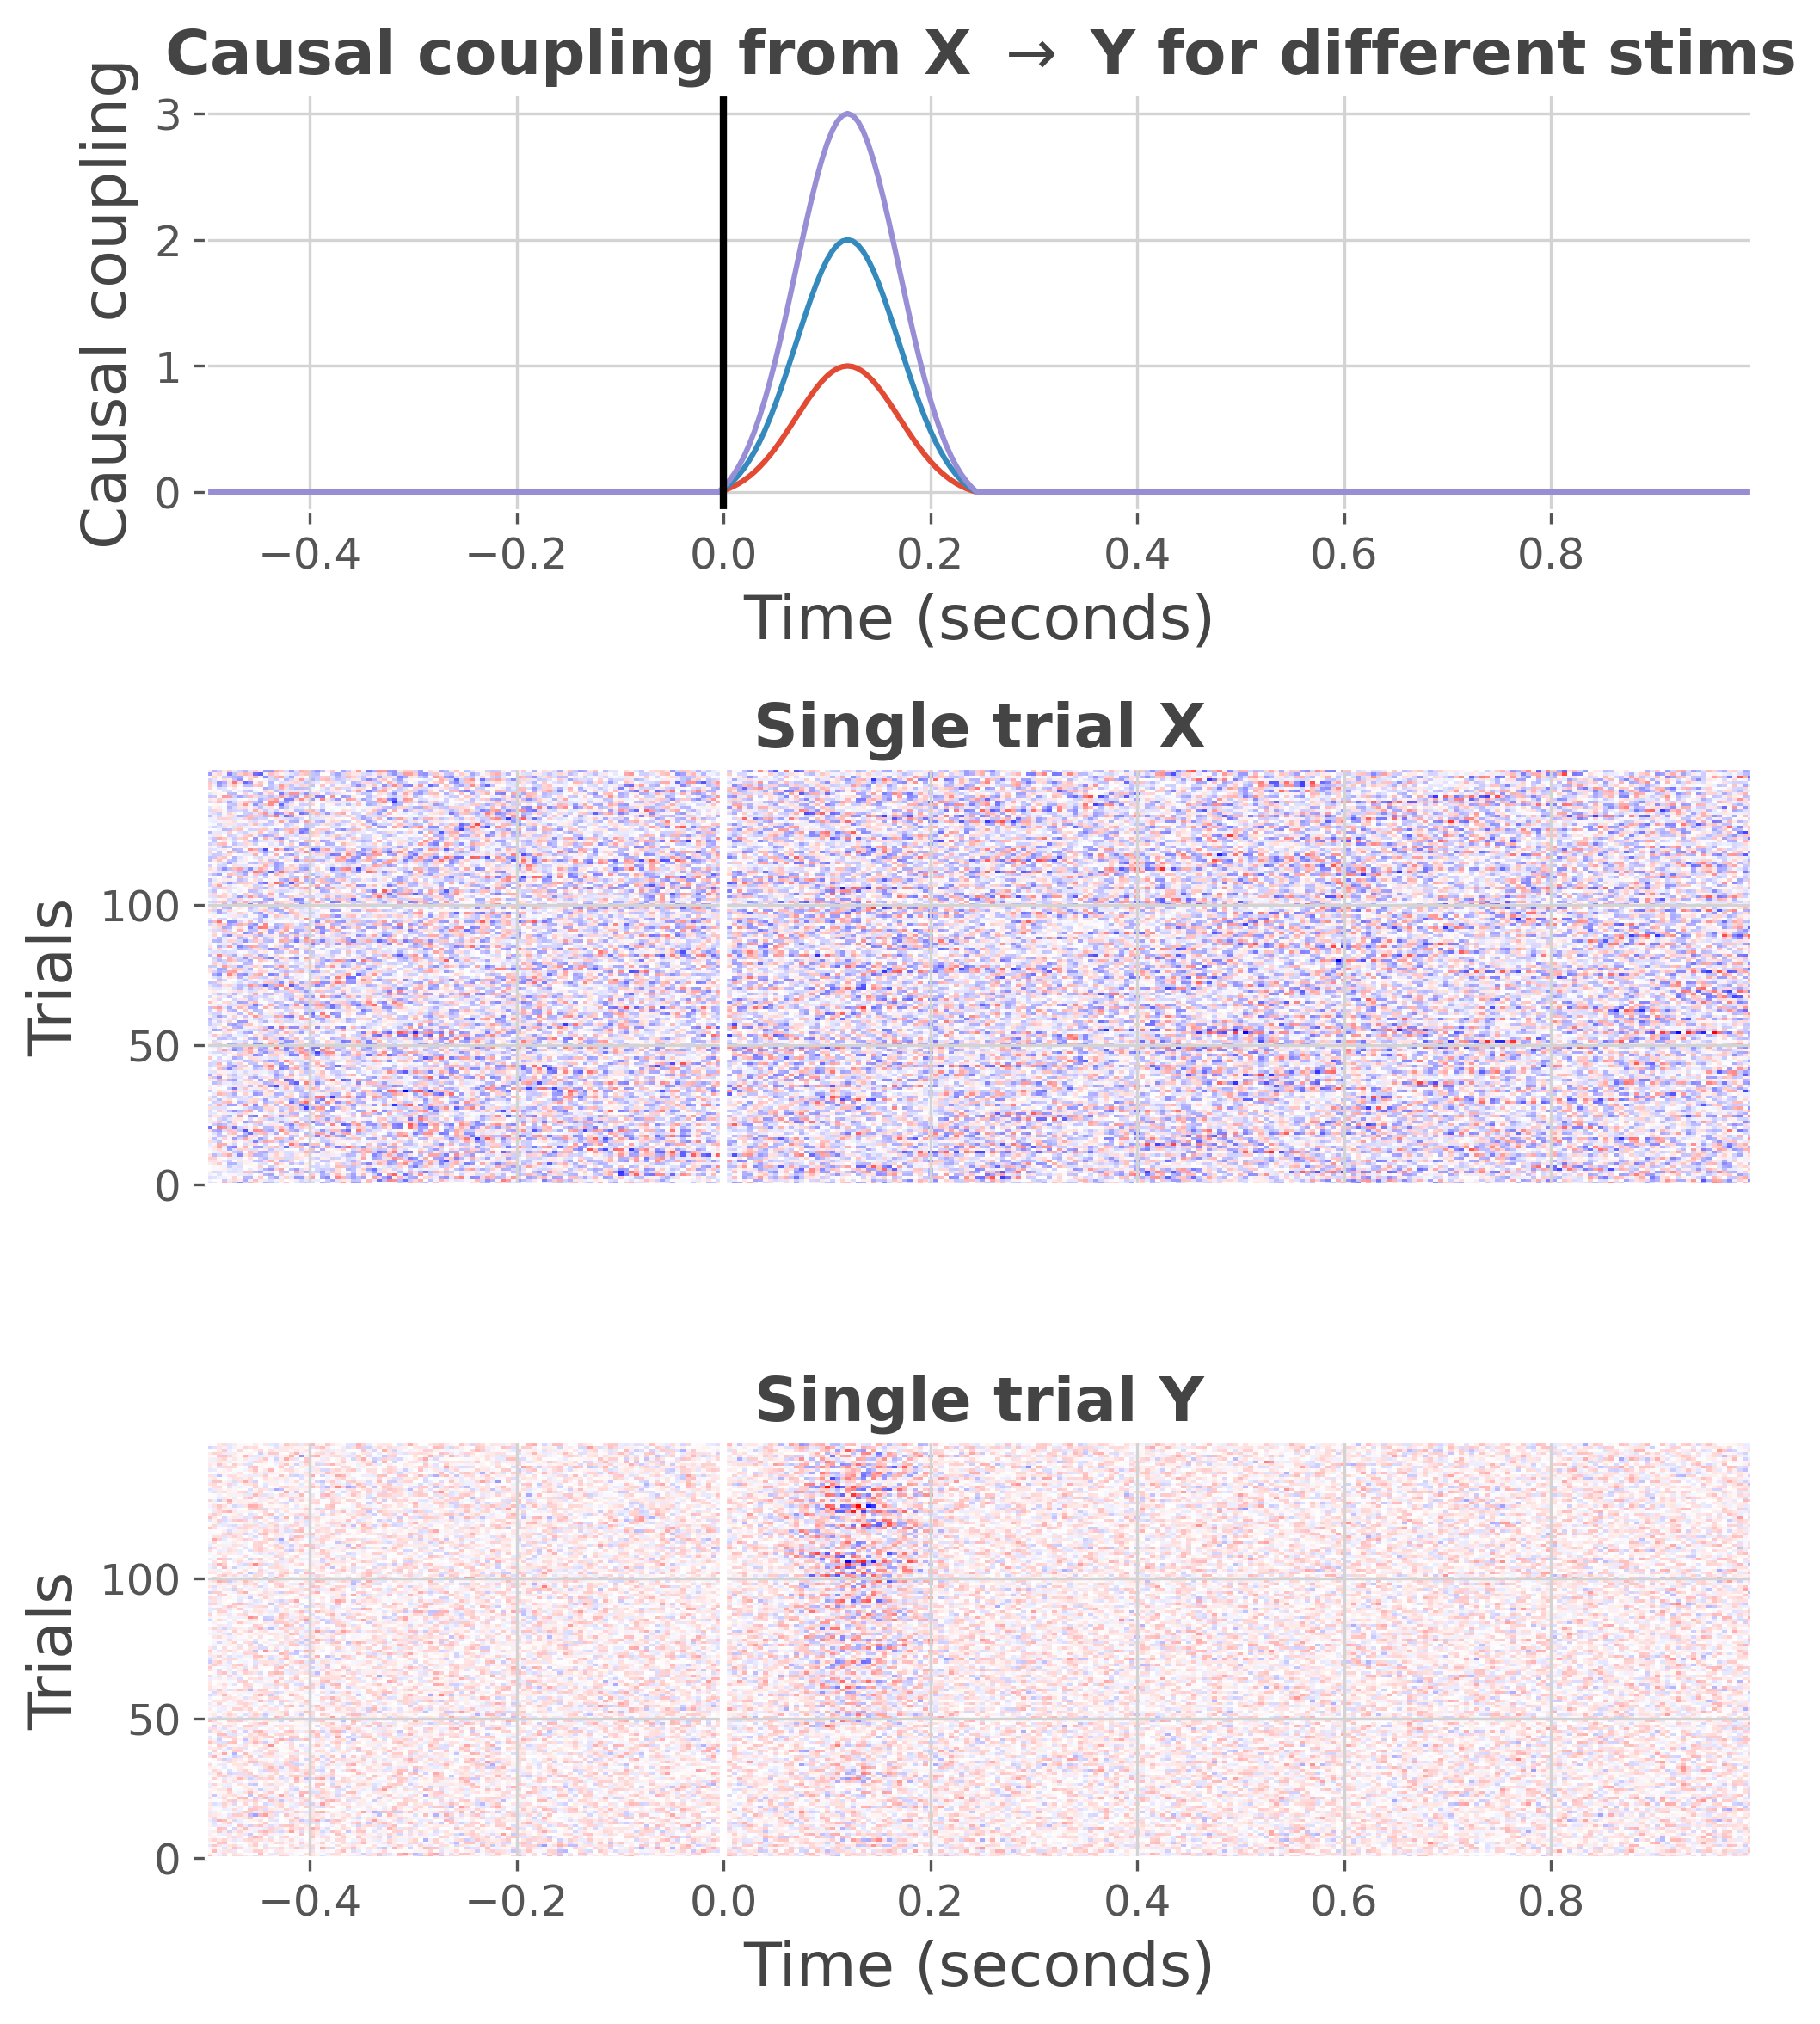 Causal coupling from X → Y for different stims
Causal coupling
3
2
1
0
−0.4 −0.2 0.0 0.2 0.4 0.6 0.8
Time (seconds)
Single trial X
Trials
100
50
0
Single trial Y
Trials
100
50
0
−0.4 −0.2 0.0 0.2 0.4 0.6 0.8
Time (seconds)